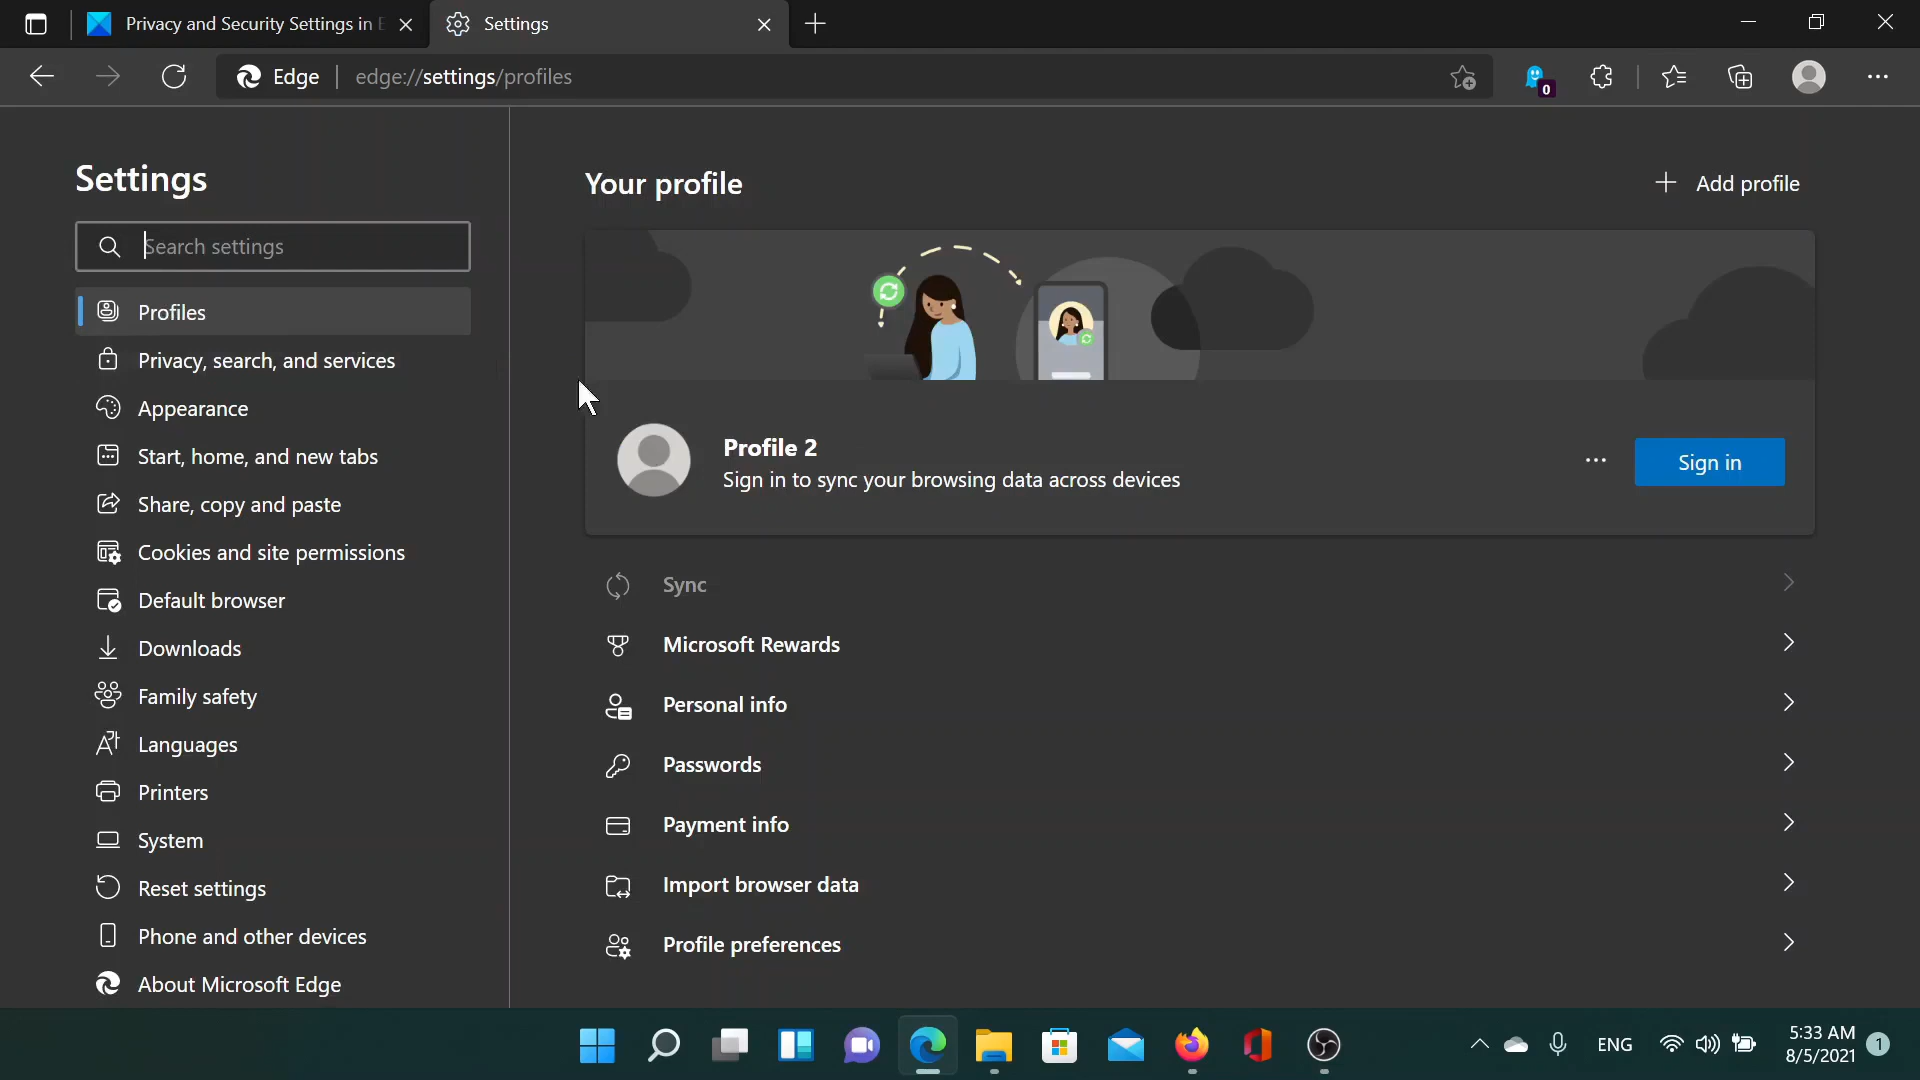 Privacy and Security Settings in E
Settings
Edge
edge://settings/profiles
0
Settings
Search settings
Profiles
Privacy, search, and services
Appearance
Start, home, and new tabs
Share, copy and paste
Cookies and site permissions
Default browser
Downloads
Family safety
Languages
Printers
System
Reset settings
Phone and other devices
About Microsoft Edge
Your profile
Add profile
Profile 2
Sign in to sync your browsing data across devices
Sign in
Sync
Microsoft Rewards
Personal info
Passwords
Payment info
Import browser data
Profile preferences
ENG
5:33 AM
8/5/2021
1